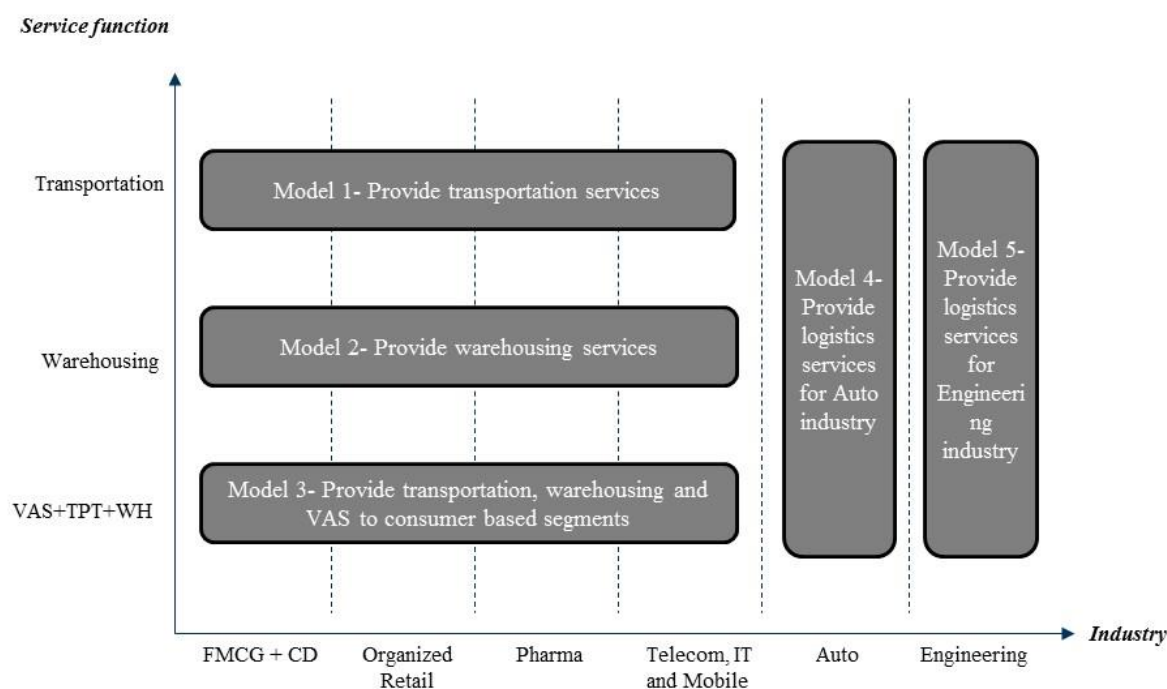 Service function
Transportation
Model 1- Provide transportation services
Warehousing
Model 2- Provide warehousing services
VAS+TPT+WH
Model 3- Provide transportation, warehousing and
VAS to consumer based segments
Model 4-
Provide
logistics
services
for Auto
industry
Model 5-
Provide
logistics
services
for
Engineeri
ng
industry
Industry
FMCG + CD
Organized
Retail
Pharma
Telecom, IT
and Mobile
Auto
Engineering